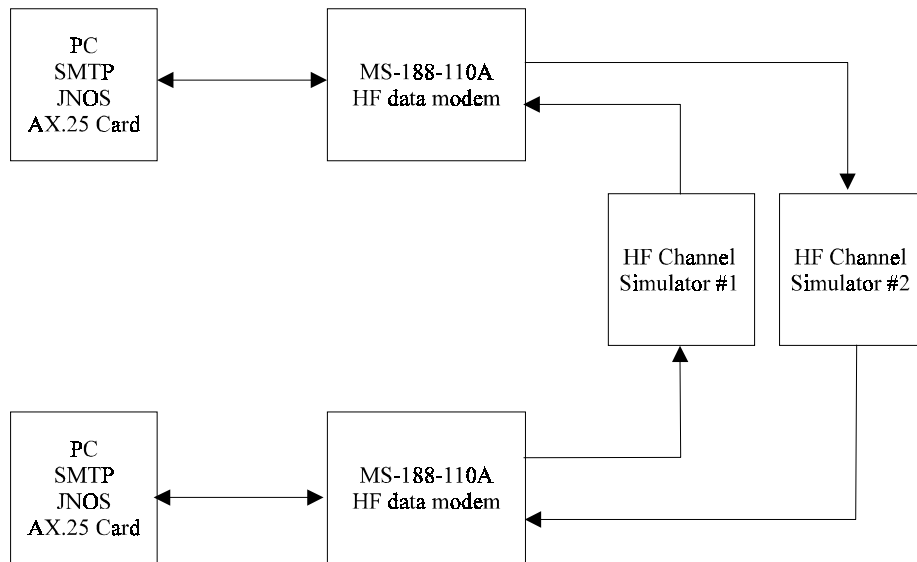 PC
SMTP
JNOS
AX.25 Card
MS-188-110A
HF data modem
HF Channel
Simulator #1
HF Channel
Simulator #2
PC
SMTP
JNOS
AX.25 Card
MS-188-110A
HF data modem